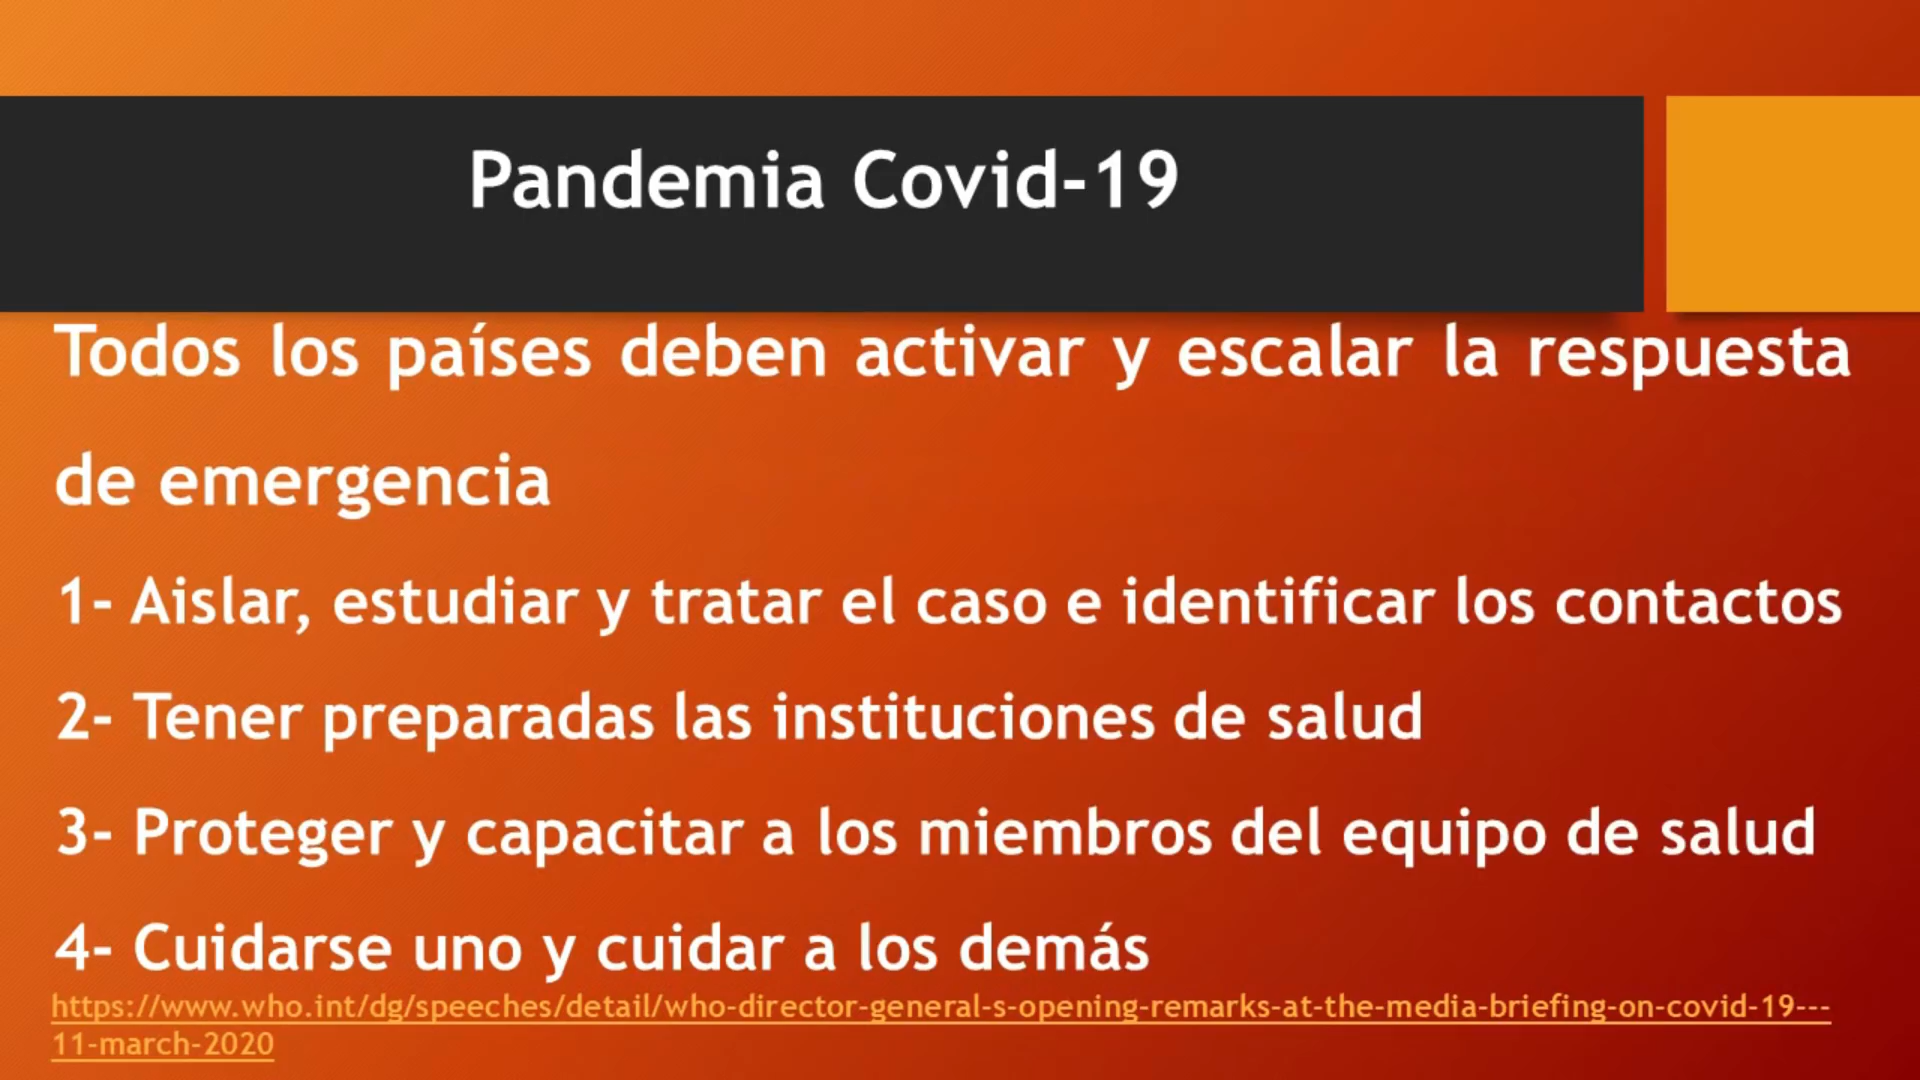 Pandemia Covid-19
Todos los países deben activar y escalar la respuesta
de emergencia
1- Aislar, estudiar y tratar el caso e identificar los contactos
2- Tener preparadas las instituciones de salud
3- Proteger y capacitar a los miembros del equipo de salud
4- Cuidarse uno y cuidar a los demás
https://www.who.int/dg/speeches/detail/who-director-general-s-opening-remarks-at-the-media-briefing-on-covid-19---
11-march-2020